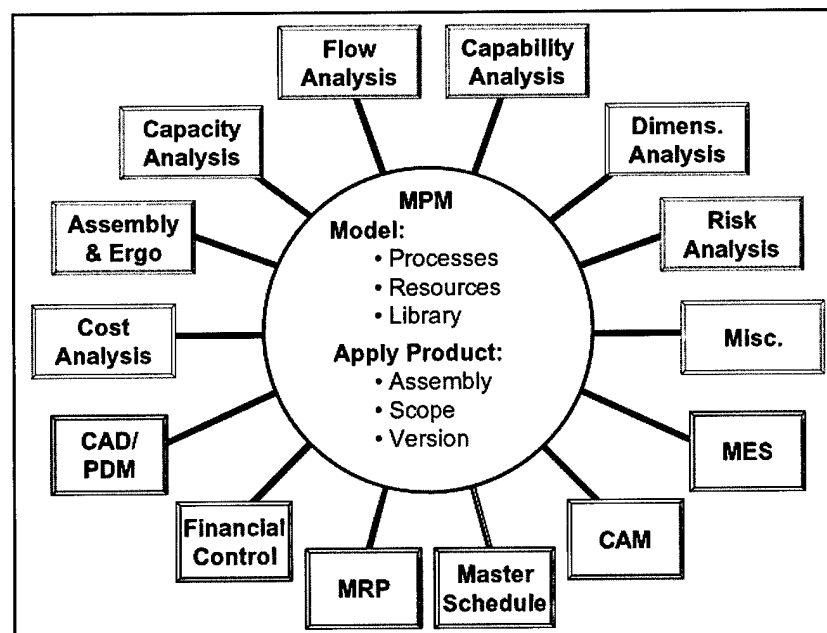 Flow
Analysis
Capability
Analysis
Capacity
Analysis
Dimens.
Analysis
Assembly
& Ergo
Risk
Analysis
Cost
Analysis
Misc.
CAD/
PDM
MES
Financial
Control
CAM
MRP
Master
Schedule
MPM
Model:
• Processes
• Resources
• Library
Apply Product:
• Assembly
• Scope
• Version